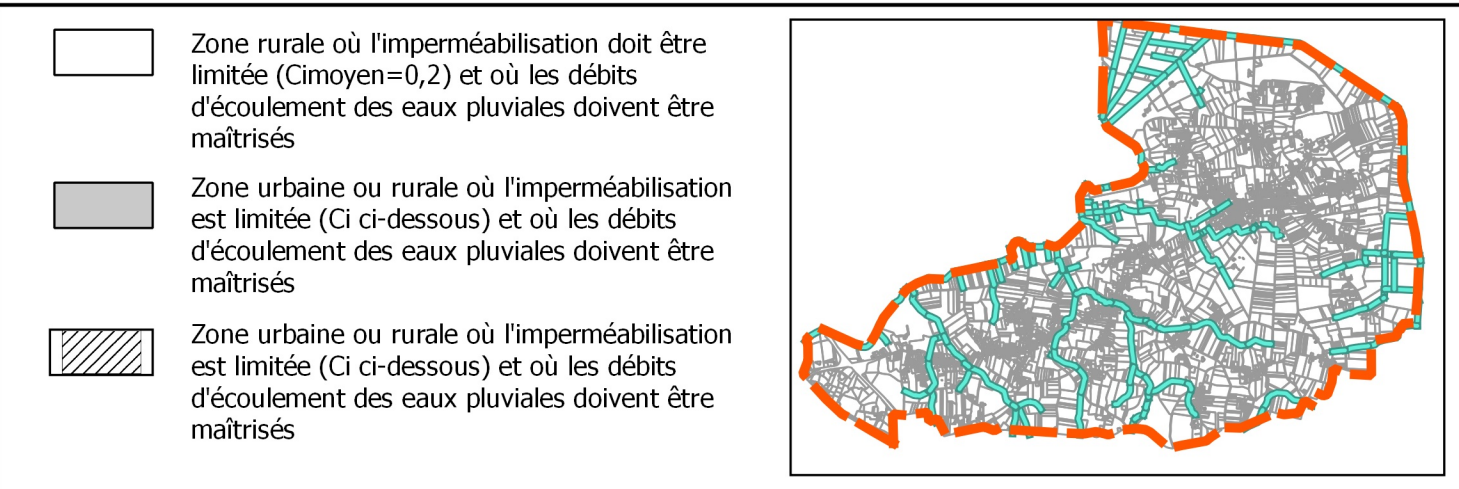 Zone rurale où l'imperméabilisation doit être
limitée (Cimoyen=0,2) et où les débits
d'écoulement des eaux pluviales doivent être
maîtrisés
Zone urbaine ou rurale où l'imperméabilisation
est limitée (Ci ci-dessous) et où les débits
d'écoulement des eaux pluviales doivent être
maîtrisés
Zone urbaine ou rurale où l'imperméabilisation
est limitée (Ci ci-dessous) et où les débits
d'écoulement des eaux pluviales doivent être
maîtrisés